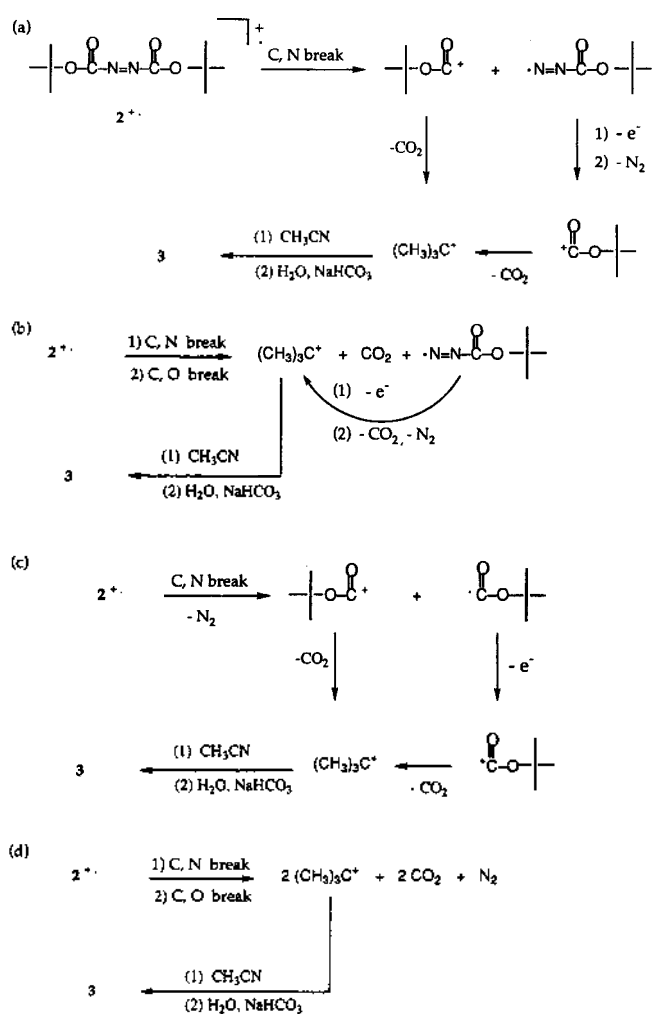 (a)
O O ⁺·
O–C–N=N–C–O C, N break O–C⁺ + ·N=N–C–O
O O
2⁺·
-CO₂ 1) - e⁻
2) - N₂
3 (1) CH₃CN (CH₃)₃C⁺ - CO₂ ⁺C–O
(2) H₂O, NaHCO₃ O
(b)
2⁺· 1) C, N break (CH₃)₃C⁺ + CO₂ + ·N=N–C–O
2) C, O break O
(1) - e⁻
(2) - CO₂, - N₂
3 (1) CH₃CN
(2) H₂O, NaHCO₃
(c)
2⁺· C, N break O–C⁺ + ·C–O
- N₂ O O
-CO₂ - e⁻
3 (1) CH₃CN (CH₃)₃C⁺ · CO₂ ⁺C–O
(2) H₂O, NaHCO₃ O
(d)
2⁺· 1) C, N break 2 (CH₃)₃C⁺ + 2 CO₂ + N₂
2) C, O break
3 (1) CH₃CN
(2) H₂O, NaHCO₃